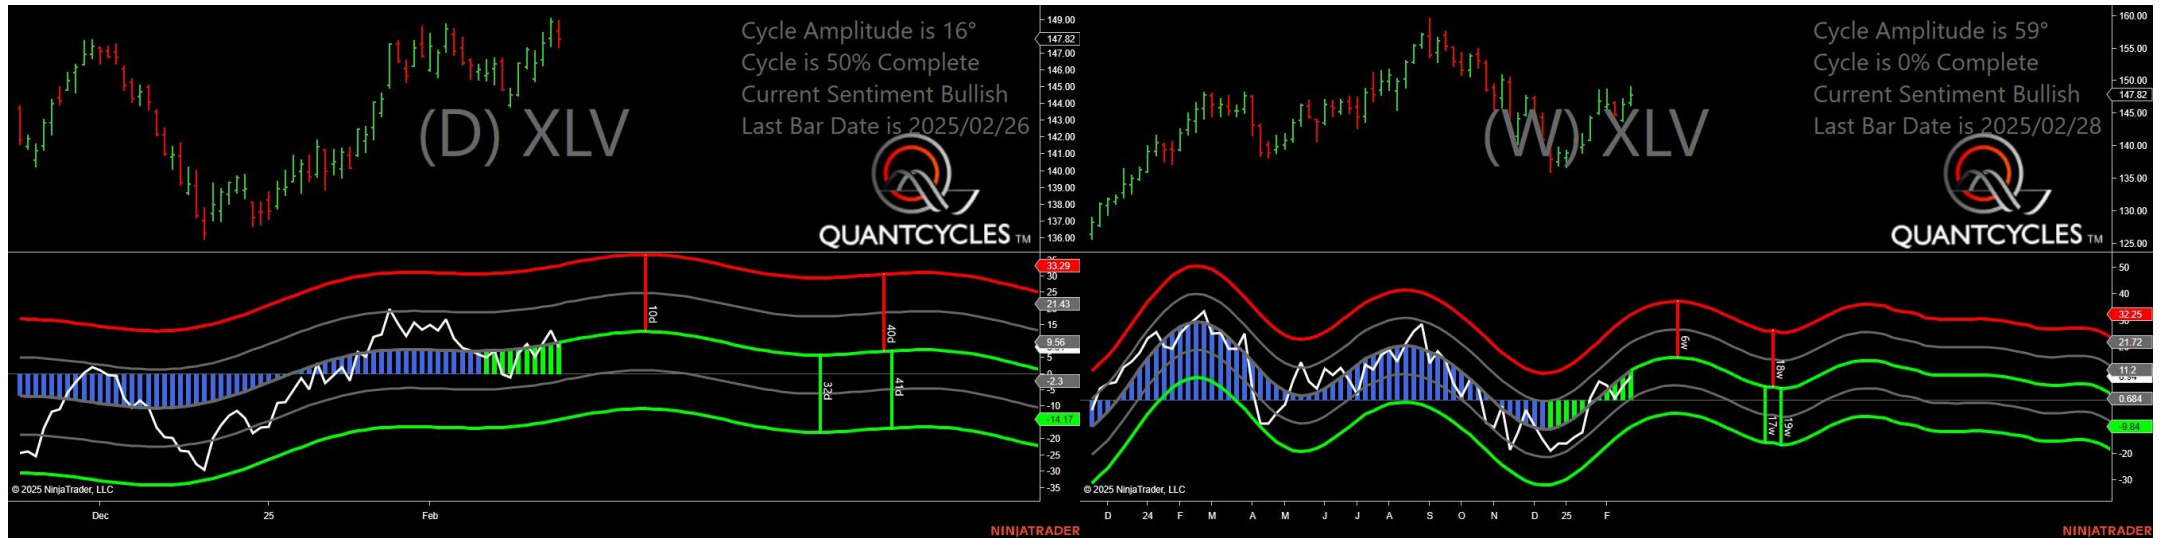 Cycle Amplitude is 16°
Cycle is 50% Complete
Current Sentiment Bullish
Last Bar Date is 2025/02/26
(D) XLV
QUANTCYCLES TM
149.00
147.82
147.00
146.00
145.00
144.00
143.00
142.00
141.00
140.00
139.00
138.00
137.00
136.00
33.29
30
25
21.43
15
9.56
5
-2.3
-5
-10
-14.17
-20
-25
-30
-35
10d
40d
32d
41d
© 2025 NinjaTrader, LLC
Dec
25
Feb
NINJATRADER
Cycle Amplitude is 59°
Cycle is 0% Complete
Current Sentiment Bullish
Last Bar Date is 2025/02/28
(W) XLV
QUANTCYCLES TM
160.00
155.00
150.00
147.82
145.00
140.00
135.00
130.00
125.00
50
40
32.25
21.72
11.2
0.684
-9.84
-20
-30
6w
18w
17w
19w
© 2025 NinjaTrader, LLC
D 24 F M A M J J A S O N D 25 F
NINJATRADER